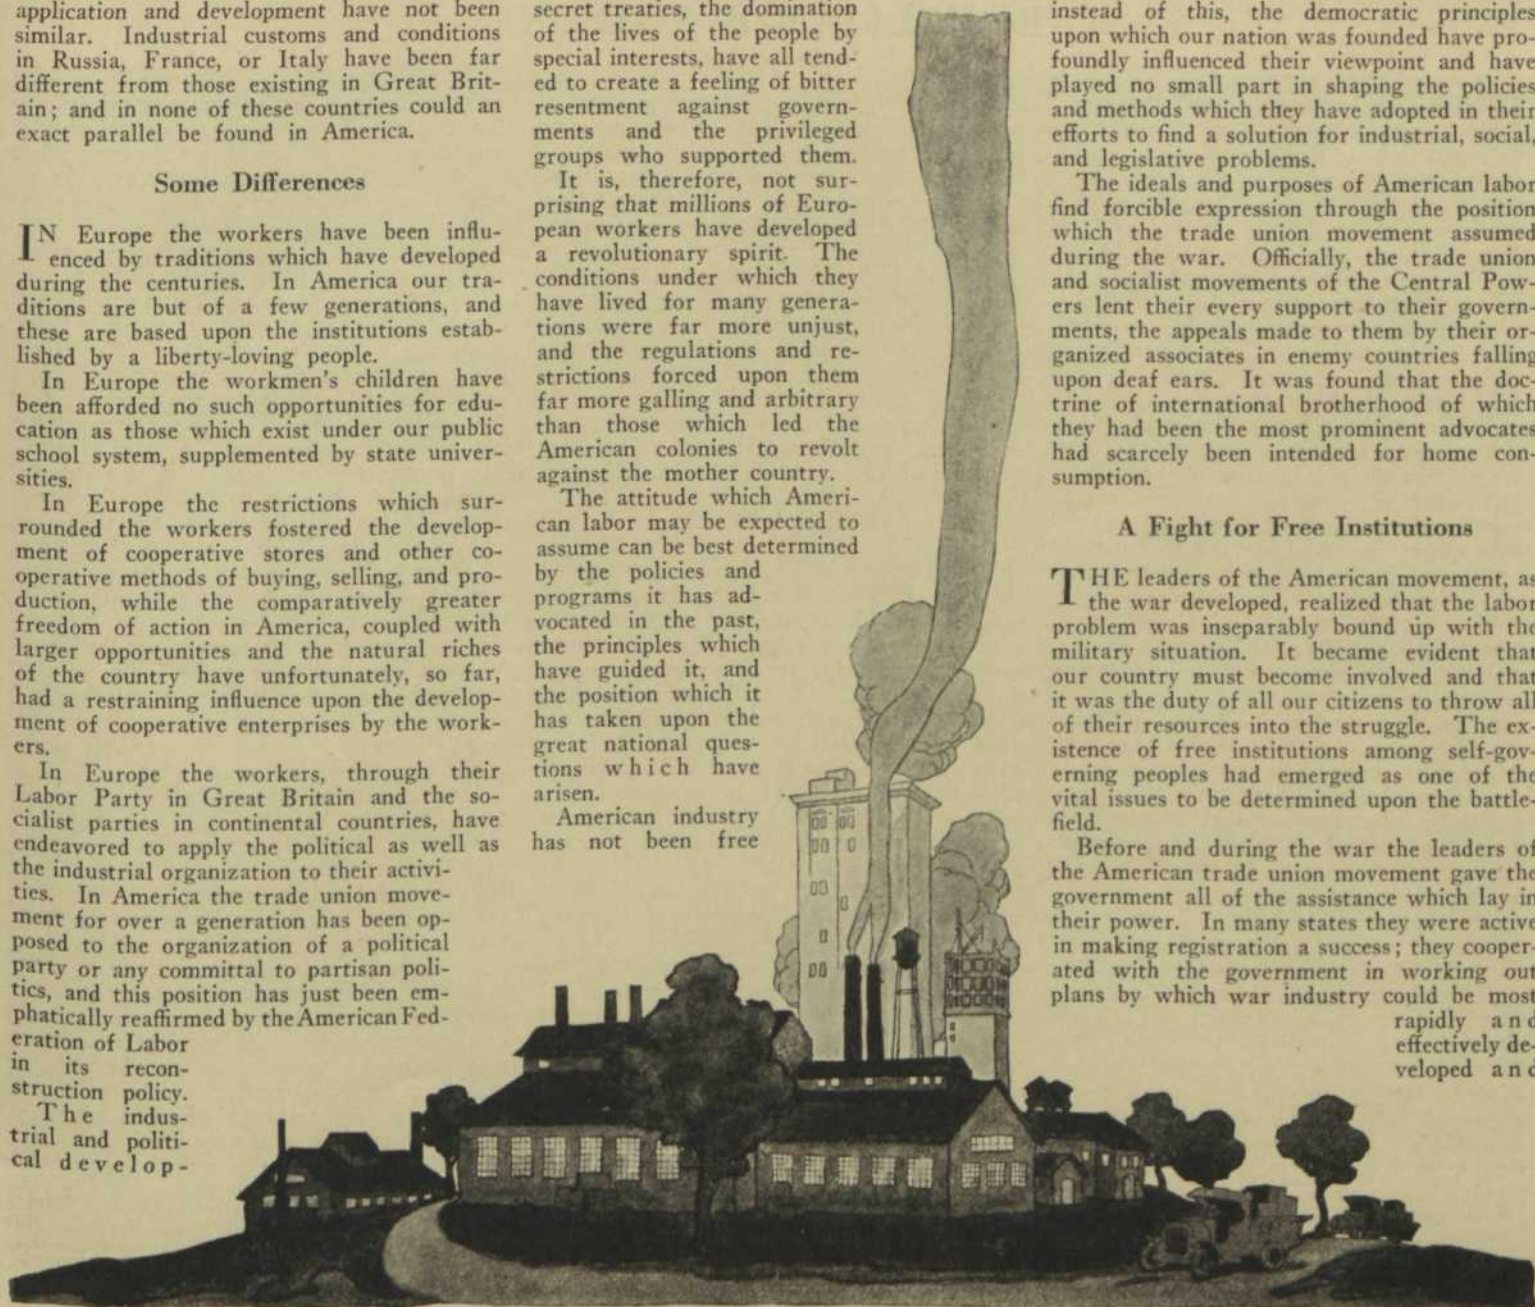 application and development have not been
similar. Industrial customs and conditions
in Russia, France, or Italy have been far
different from those existing in Great Brit-
ain; and in none of these countries could an
exact parallel be found in America.
Some Differences
IN Europe the workers have been influ-
enced by traditions which have developed
during the centuries. In America our tra-
ditions are but of a few generations, and
these are based upon the institutions estab-
lished by a liberty-loving people.
In Europe the workmen's children have
been afforded no such opportunities for edu-
cation as those which exist under our public
school system, supplemented by state univer-
sities.
In Europe the restrictions which sur-
rounded the workers fostered the develop-
ment of cooperative stores and other co-
operative methods of buying, selling, and pro-
duction, while the comparatively greater
freedom of action in America, coupled with
larger opportunities and the natural riches
of the country have unfortunately, so far,
had a restraining influence upon the develop-
ment of cooperative enterprises by the work-
ers.
In Europe the workers, through their
Labor Party in Great Britain and the so-
cialist parties in continental countries, have
endeavored to apply the political as well as
the industrial organization to their activi-
ties. In America the trade union move-
ment for over a generation has been op-
posed to the organization of a political
party or any committal to partisan poli-
tics, and this position has just been em-
phatically reaffirmed by the American Fed-
eration of Labor
in its recon-
struction policy.
The indus-
trial and politi-
cal develop-
secret treaties, the domination
of the lives of the people by
special interests, have all tend-
ed to create a feeling of bitter
resentment against govern-
ments and the privileged
groups who supported them.
It is, therefore, not sur-
prising that millions of Euro-
pean workers have developed
a revolutionary spirit. The
conditions under which they
have lived for many genera-
tions were far more unjust,
and the regulations and re-
strictions forced upon them
far more galling and arbitrary
than those which led the
American colonies to revolt
against the mother country.
The attitude which Ameri-
can labor may be expected to
assume can be best determined
by the policies and
programs it has ad-
vocated in the past,
the principles which
have guided it, and
the position which it
has taken upon the
great national ques-
tions which have
arisen.
American industry
has not been free
instead of this, the democratic principles
upon which our nation was founded have pro-
foundly influenced their viewpoint and have
played no small part in shaping the policies
and methods which they have adopted in their
efforts to find a solution for industrial, social,
and legislative problems.
The ideals and purposes of American labor
find forcible expression through the position
which the trade union movement assumed
during the war. Officially, the trade union
and socialist movements of the Central Pow-
ers lent their every support to their govern-
ments, the appeals made to them by their or-
ganized associates in enemy countries falling
upon deaf ears. It was found that the doc-
trine of international brotherhood of which
they had been the most prominent advocates
had scarcely been intended for home con-
sumption.
A Fight for Free Institutions
THE leaders of the American movement, as
the war developed, realized that the labor
problem was inseparably bound up with the
military situation. It became evident that
our country must become involved and that
it was the duty of all our citizens to throw all
of their resources into the struggle. The ex-
istence of free institutions among self-gov-
erning peoples had emerged as one of the
vital issues to be determined upon the battle-
field.
Before and during the war the leaders of
the American trade union movement gave the
government all of the assistance which lay in
their power. In many states they were active
in making registration a success; they cooper-
ated with the government in working out
plans by which war industry could be most
rapidly and
effectively de-
veloped and